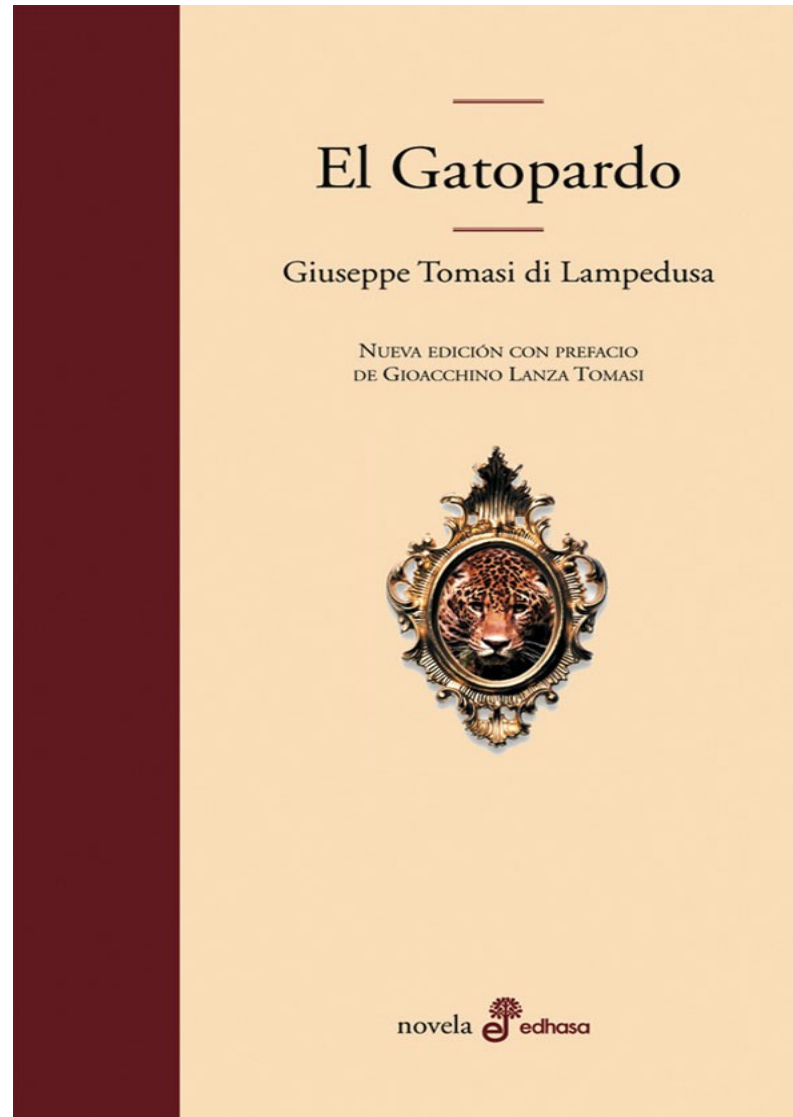 El Gatopardo
Giuseppe Tomasi di Lampedusa
NUEVA EDICIÓN CON PREFACIO
DE GIOACCHINO LANZA TOMASI
novela e edhasa